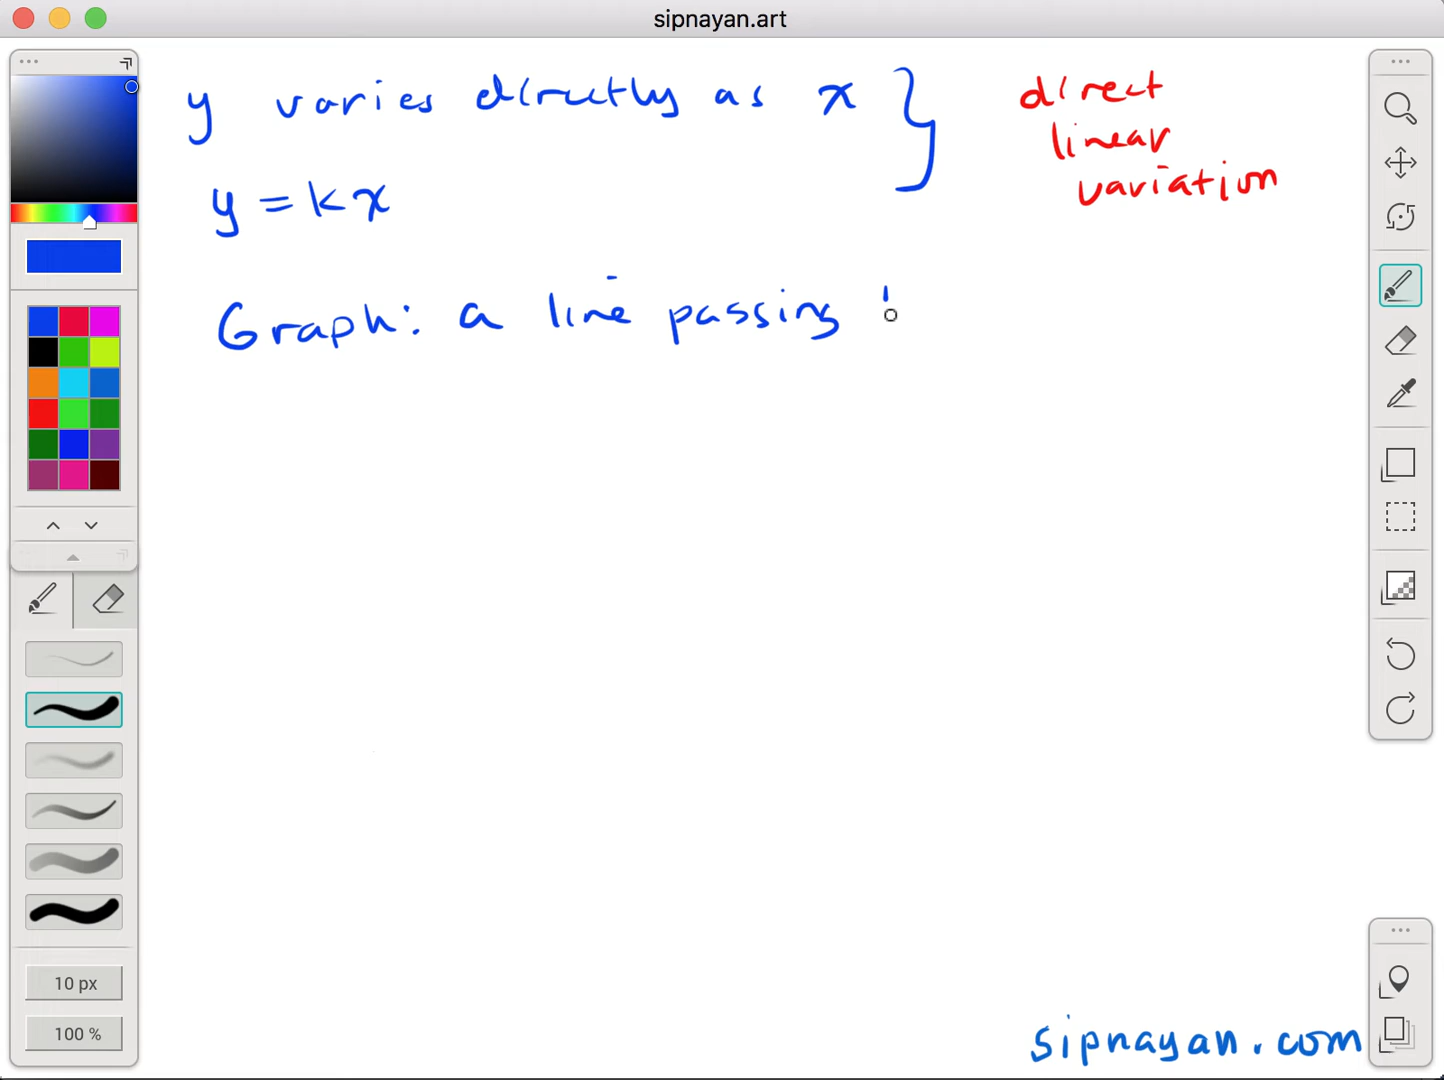 sipnayan.art
y varies directly as x } direct
linear
variation
y = kx
Graph: a line passing
10 px
100 %
sipnayan.com